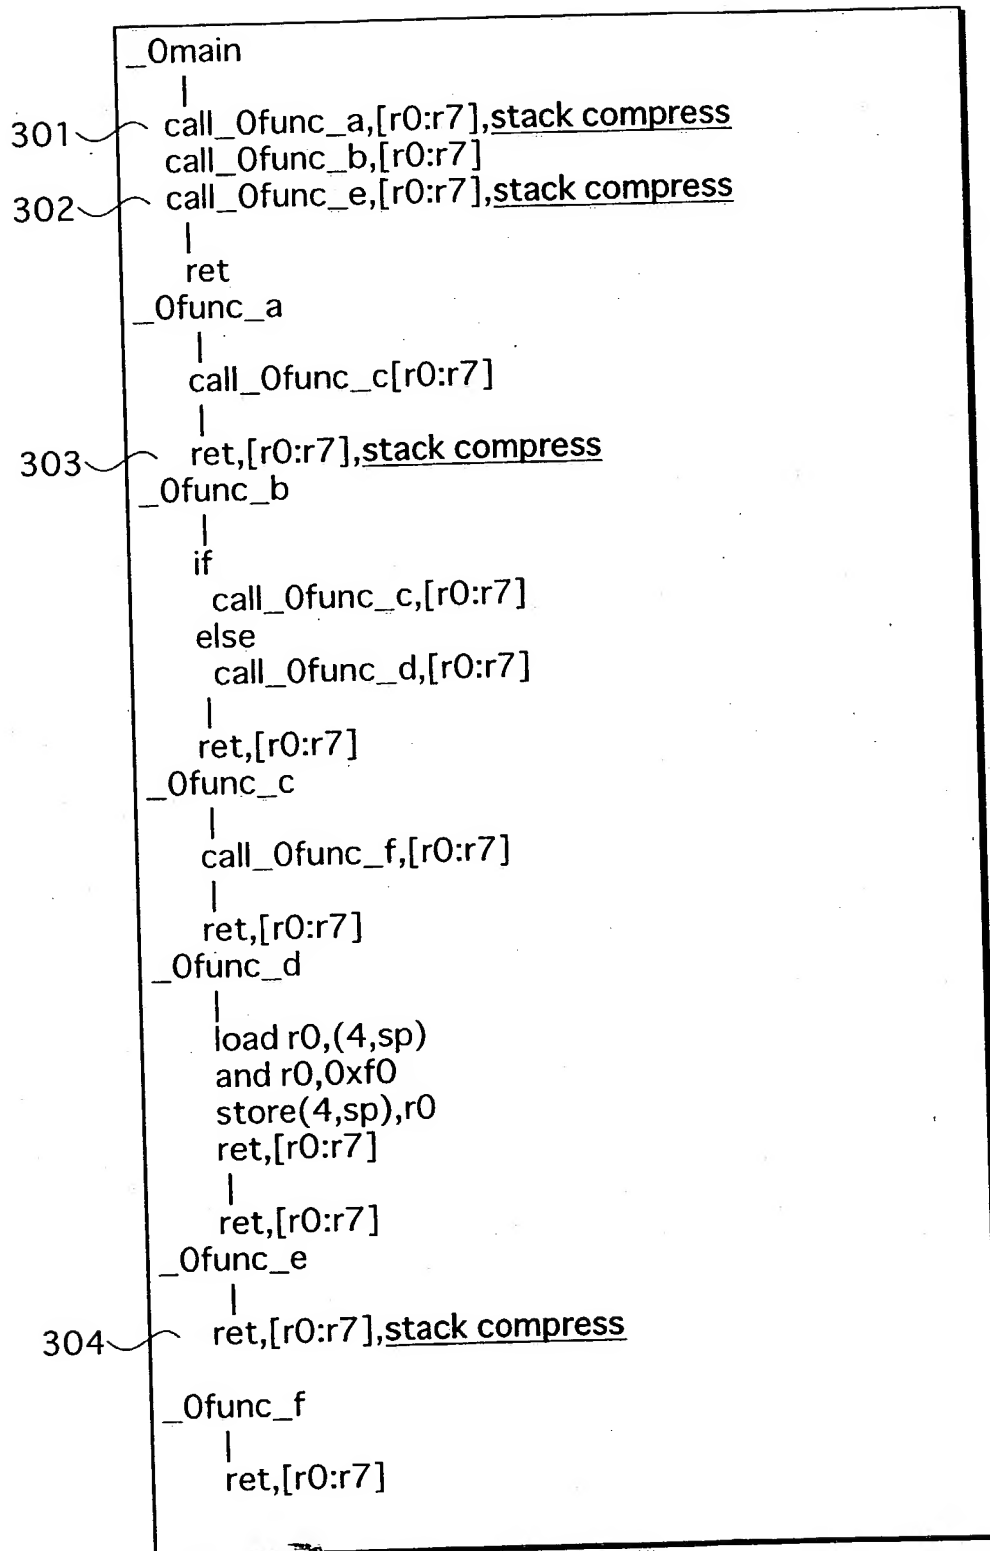 _0main
|
301 call_0func_a,[r0:r7],stack compress
call_0func_b,[r0:r7]
302 call_0func_e,[r0:r7],stack compress
|
ret
_0func_a
|
call_0func_c[r0:r7]
|
303 ret,[r0:r7],stack compress
_0func_b
|
if
call_0func_c,[r0:r7]
else
call_0func_d,[r0:r7]
|
ret,[r0:r7]
_0func_c
|
call_0func_f,[r0:r7]
|
ret,[r0:r7]
_0func_d
|
load r0,(4,sp)
and r0,0xf0
store(4,sp),r0
ret,[r0:r7]
|
ret,[r0:r7]
_0func_e
|
304 ret,[r0:r7],stack compress
_0func_f
|
ret,[r0:r7]